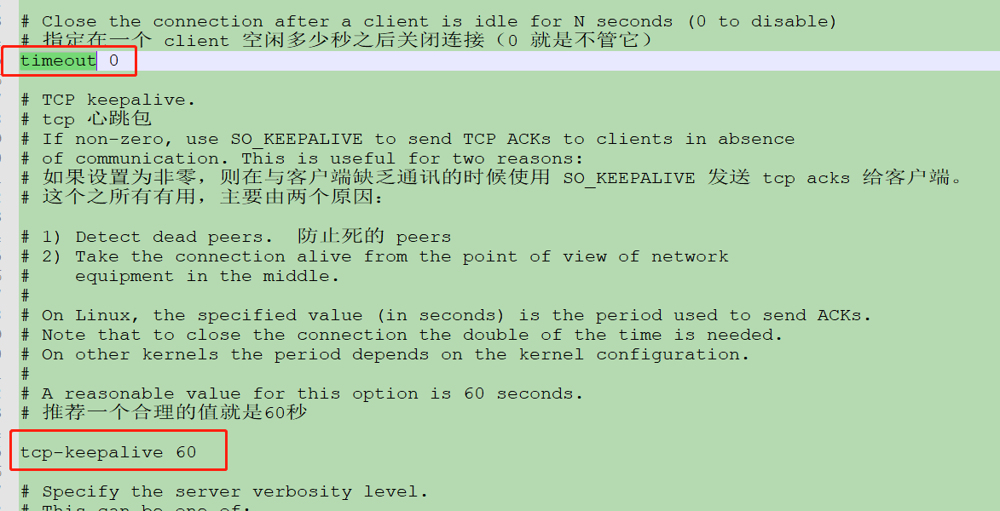 # Close the connection after a client is idle for N seconds (0 to disable)
# 指定在一个 client 空闲多少秒之后关闭连接（0 就是不管它）
timeout 0
# TCP keepalive.
# tcp 心跳包
# If non-zero, use SO_KEEPALIVE to send TCP ACKs to clients in absence
# of communication. This is useful for two reasons:
# 如果设置为非零，则在与客户端缺乏通讯的时候使用 SO_KEEPALIVE 发送 tcp acks 给客户端。
# 这个之所有有用，主要由两个原因：
# 1) Detect dead peers. 防止死的 peers
# 2) Take the connection alive from the point of view of network
# equipment in the middle.
#
# On Linux, the specified value (in seconds) is the period used to send ACKs.
# Note that to close the connection the double of the time is needed.
# On other kernels the period depends on the kernel configuration.
#
# A reasonable value for this option is 60 seconds.
# 推荐一个合理的值就是60秒
tcp-keepalive 60
# Specify the server verbosity level.
# This can be one of: